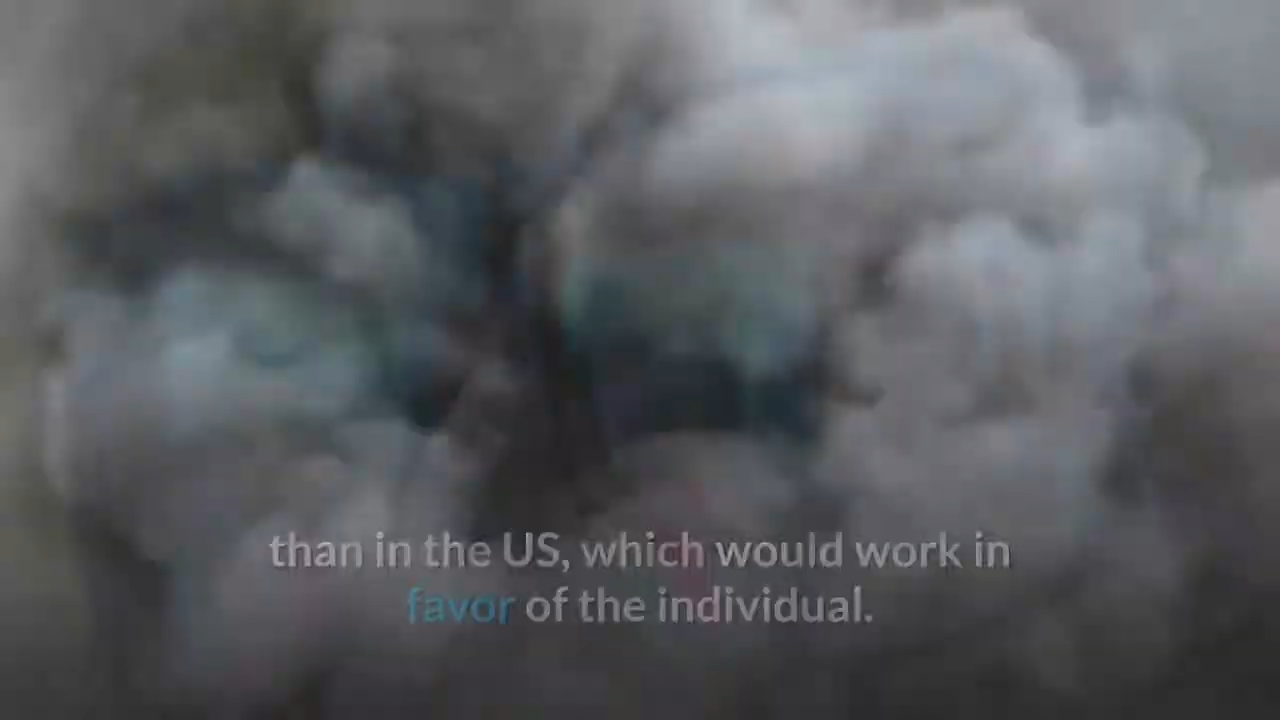 than in the US, which would work in
favor of the individual.